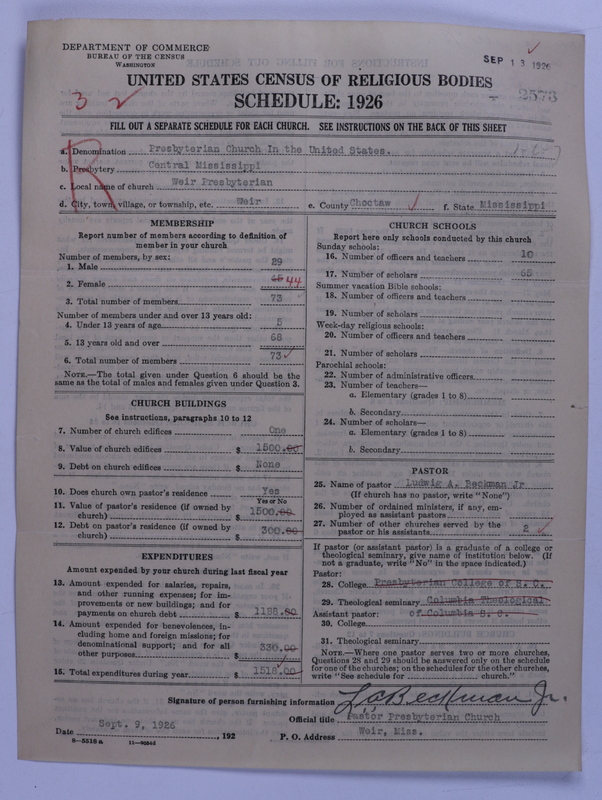 DEPARTMENT OF COMMERCE
BUREAU OF THE CENSUS
WASHINGTON
SEP 13 1926
UNITED STATES CENSUS OF RELIGIOUS BODIES
SCHEDULE: 1926
3 2
2573
FILL OUT A SEPARATE SCHEDULE FOR EACH CHURCH. SEE INSTRUCTIONS ON THE BACK OF THIS SHEET
R
a. Denomination Presbyterian Church In the United States.
b. Presbytery Central Mississippi
c. Local name of church Weir Presbyterian
d. City, town, village, or township, etc. Weir e. County Choctaw f. State Mississippi
MEMBERSHIP
Report number of members according to definition of
member in your church
Number of members, by sex:
1. Male 29
2. Female 45 44
3. Total number of members 73
Number of members under and over 13 years old:
4. Under 13 years of age 5
5. 13 years old and over 68
6. Total number of members 73
NOTE.—The total given under Question 6 should be the
same as the total of males and females given under Question 3.
CHURCH BUILDINGS
See instructions, paragraphs 10 to 12
7. Number of church edifices One
8. Value of church edifices $ 1500.00
9. Debt on church edifices $ None
10. Does church own pastor's residence Yes
Yes or No
11. Value of pastor's residence (if owned by
church) $ 1500.00
12. Debt on pastor's residence (if owned by
church) $ 300.00
EXPENDITURES
Amount expended by church during last fiscal year
13. Amount expended for salaries, repairs,
and other running expenses; for im-
provements or new buildings; and for
payments on church debt $
14. Amount expended for benevolences, in-
cluding home and foreign missions; for
denominational support; and for all
other purposes $ 330.00
15. Total expenditures during year $ 1518.00
CHURCH SCHOOLS
Report here only schools conducted by this church
Sunday schools:
16. Number of officers and teachers 10
17. Number of scholars 65
Summer vacation Bible schools:
18. Number of officers and teachers
19. Number of scholars
Week-day religious schools:
20. Number of officers and teachers
21. Number of scholars
Parochial schools:
22. Number of administrative officers
23. Number of teachers—
a. Elementary (grades 1 to 8)
b. Secondary
24. Number of scholars—
a. Elementary (grades 1 to 8)
b. Secondary
PASTOR
25. Name of pastor Ludwig A. Beckman Jr
(If church has no pastor, write "None")
26. Number of ordained ministers, if any, em-
ployed as assistant pastors
27. Number of other churches served by the
pastor or his assistants 2
If pastor (or assistant pastor) is a graduate of a college or
theological seminary, give name of institution below. (If
not a graduate, write "No" in the space indicated.)
Pastor:
28. College Presbyterian College of S. C.
29. Theological seminary Columbia Theological
Assistant pastor: of Columbia S. C.
30. College
31. Theological seminary
NOTE.—Where one pastor serves two or more churches,
Questions 28 and 29 should be answered only on the schedule
for one of the churches; on the schedules for the other churches,
write "See schedule for church."
Signature of person furnishing information L. A. Beckman Jr.
Official title Pastor Presbyterian Church
Date Sept. 9, 1926, 192 P. O. Address Weir, Miss.
8—5518a 11—9024d